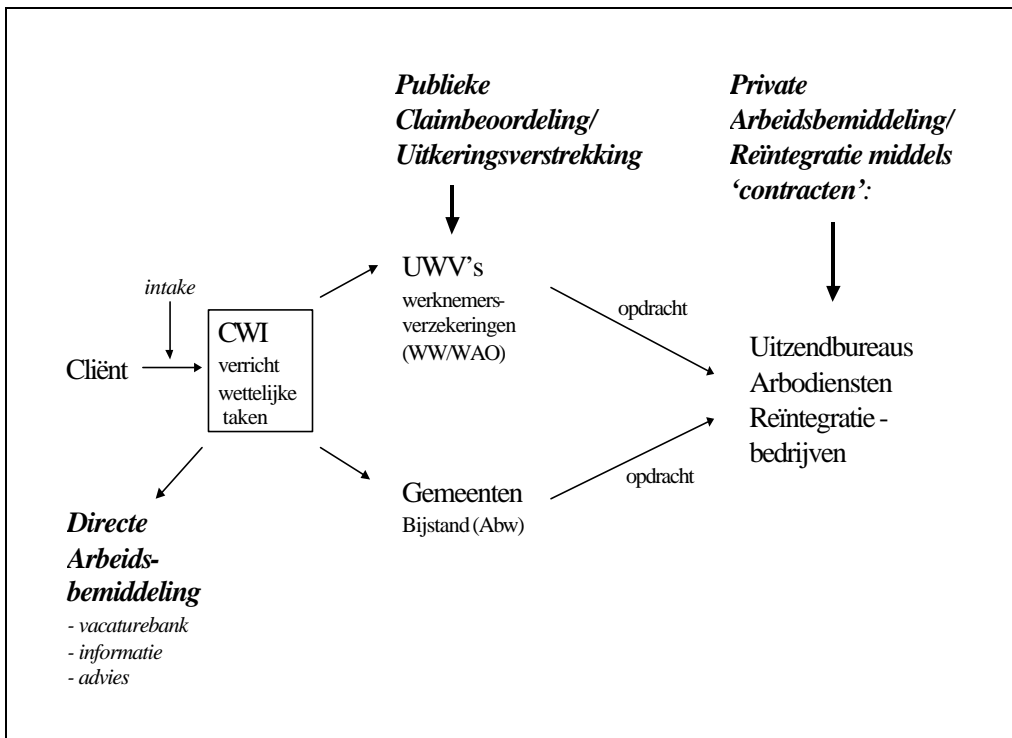 Publieke
Claimbeoordeling/
Uitkeringsverstrekking
Private
Arbeidsbemiddeling/
Reïntegratie middels
‘contracten’:
intake
Cliënt
CWI
verricht
wettelijke
taken
UWV’s
werknemers-
verzekeringen
(WW/WAO)
opdracht
Uitzendbureaus
Arbodiensten
Reïntegratie -
bedrijven
Gemeenten
Bijstand (Abw)
opdracht
Directe
Arbeids-
bemiddeling
- vacaturebank
- informatie
- advies